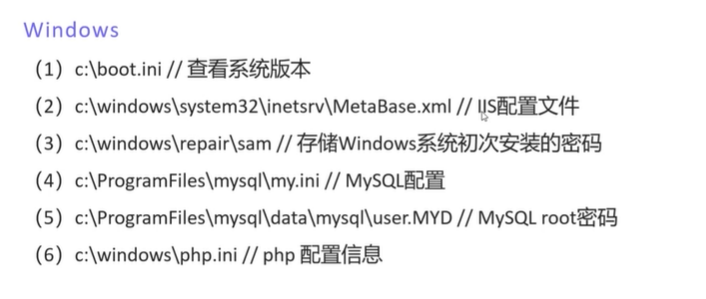 Windows
（1）c:\boot.ini // 查看系统版本
（2）c:\windows\system32\inetsrv\MetaBase.xml // IIS配置文件
（3）c:\windows\repair\sam // 存储Windows系统初次安装的密码
（4）c:\ProgramFiles\mysql\my.ini // MySQL配置
（5）c:\ProgramFiles\mysql\data\mysql\user.MYD // MySQL root密码
（6）c:\windows\php.ini // php 配置信息